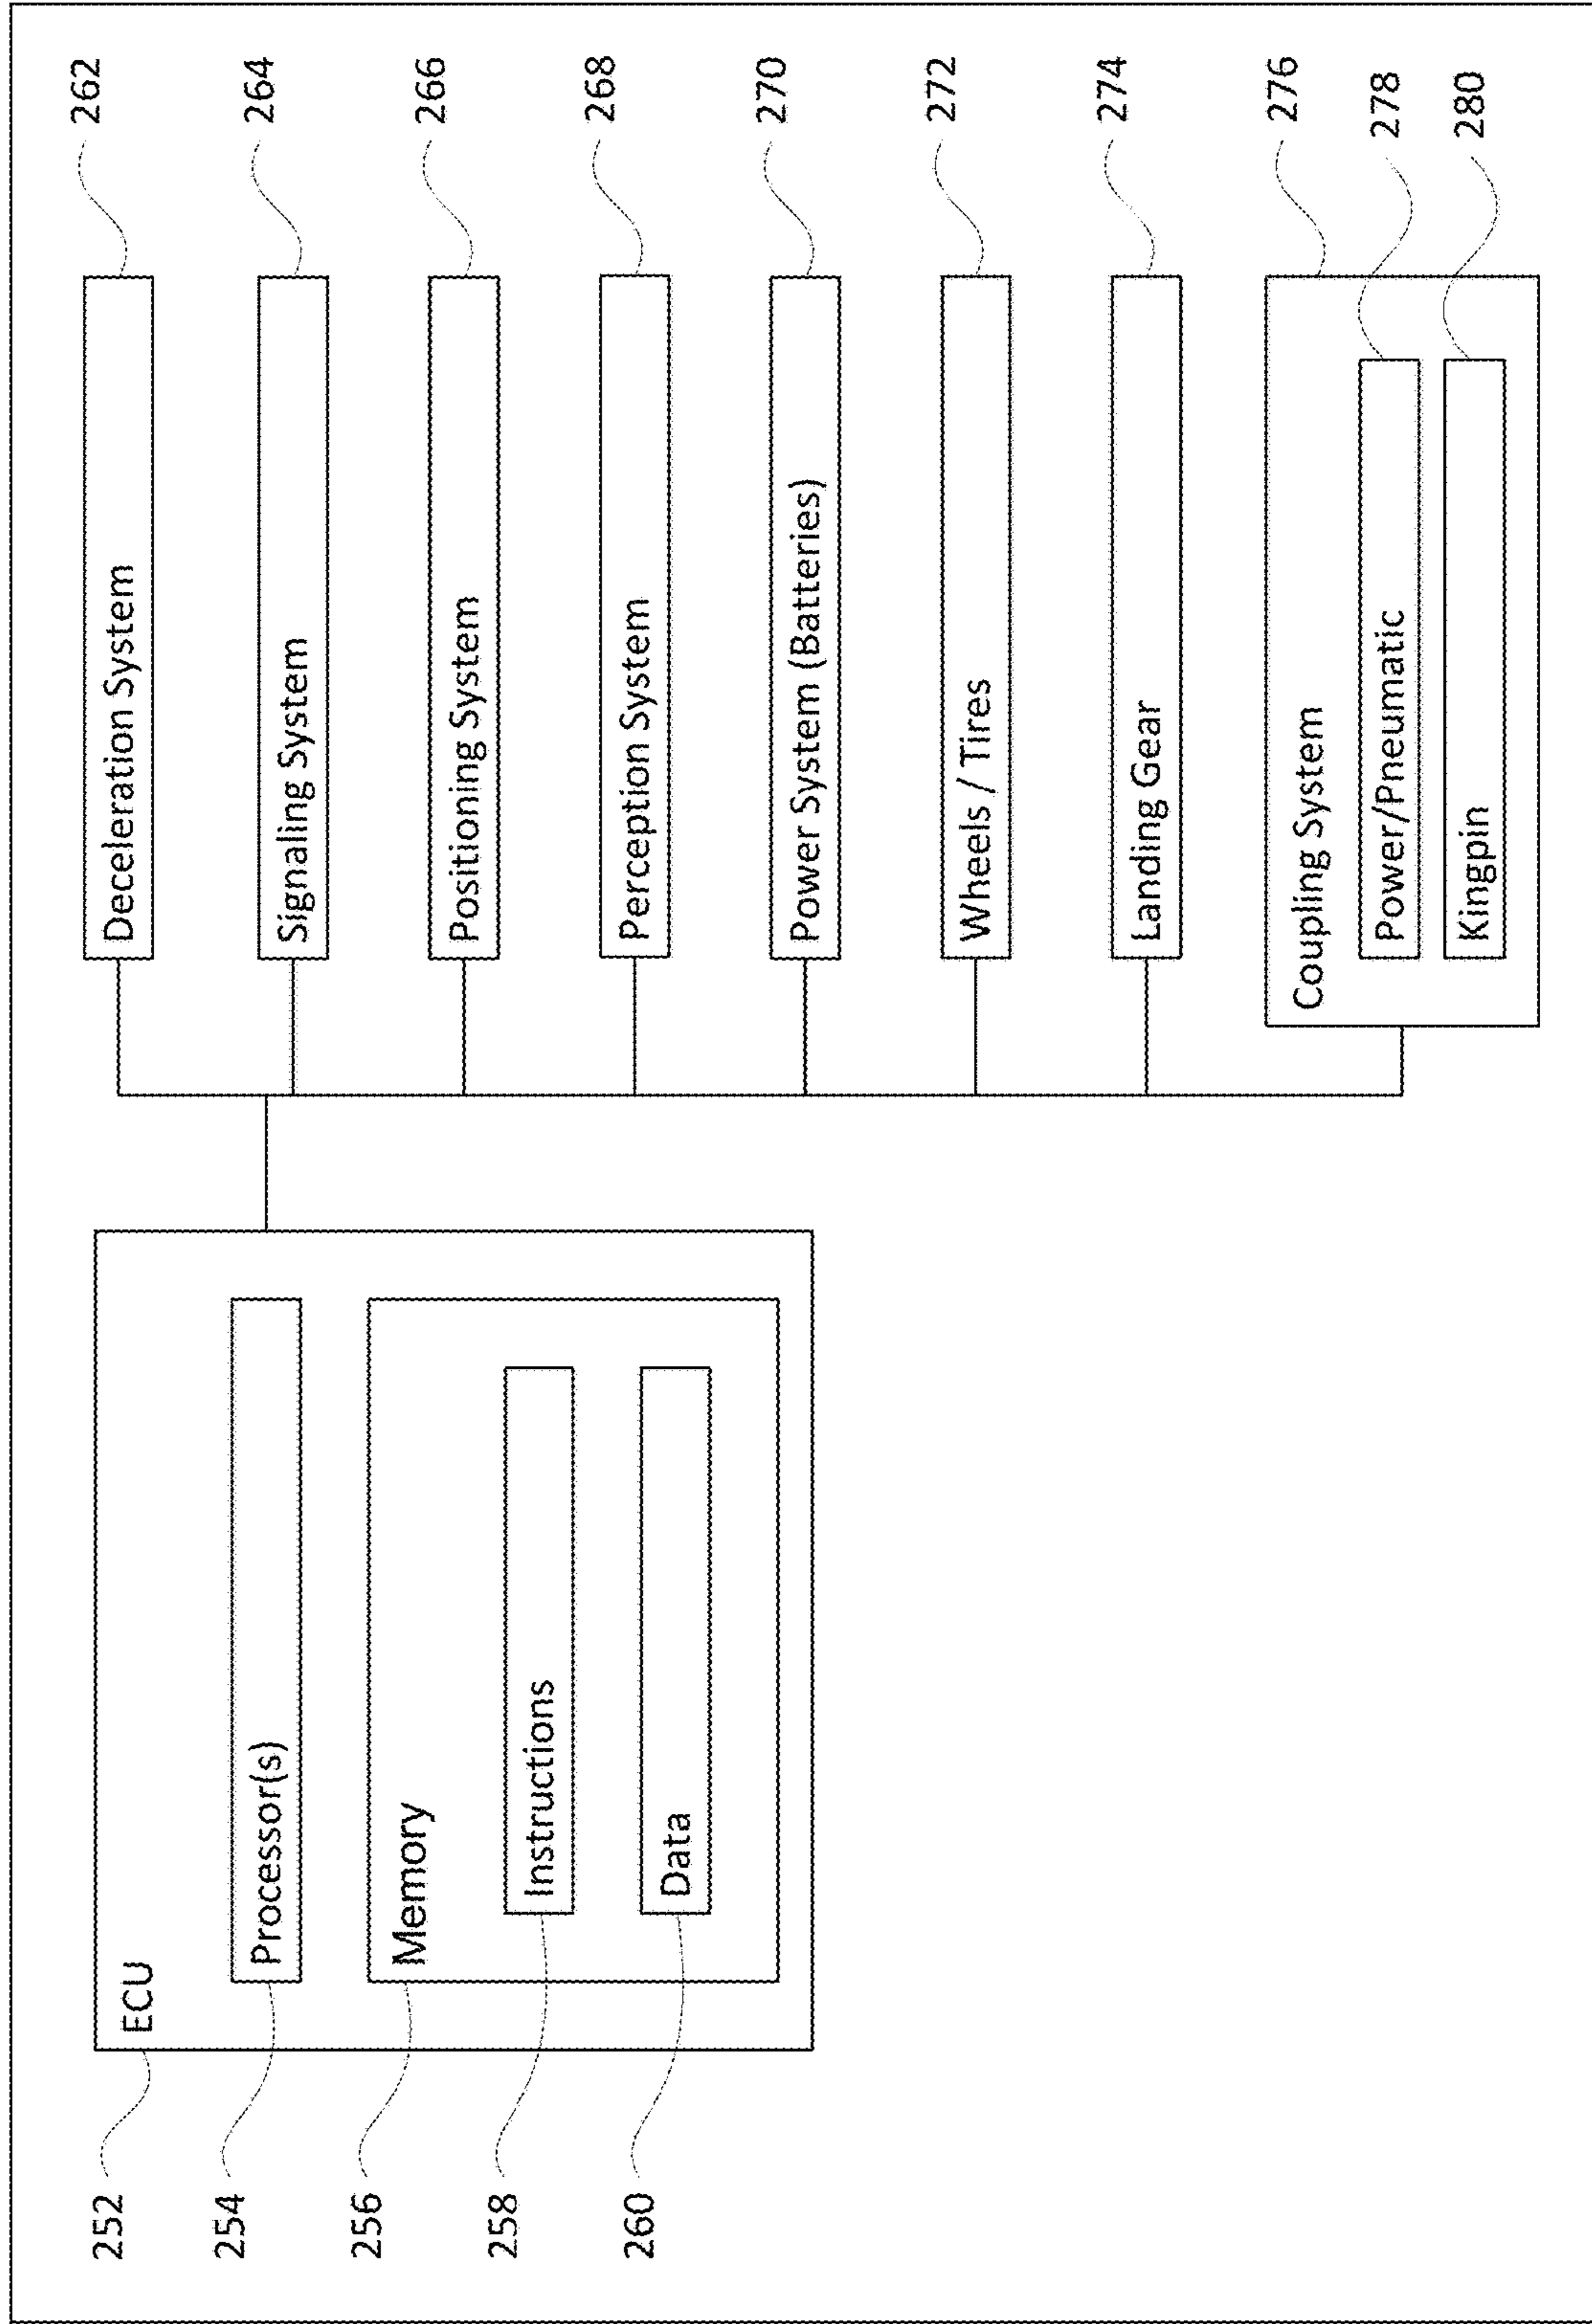 252
ECU
254
Processor(s)
256
Memory
258
Instructions
260
Data
Deceleration System
262
Signaling System
264
Positioning System
266
Perception System
268
Power System (Batteries)
270
Wheels / Tires
272
Landing Gear
274
Coupling System
276
Power/Pneumatic
278
Kingpin
280